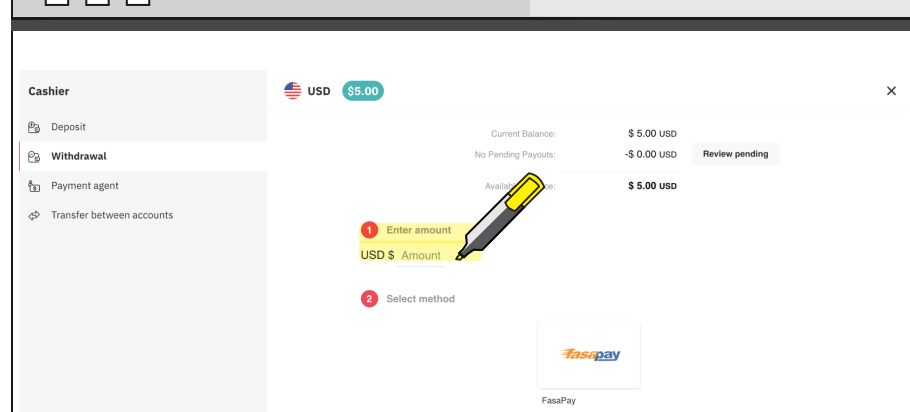 Cashier
USD $5.00
Deposit
Withdrawal
Payment agent
Transfer between accounts
Current Balance: $ 5.00 USD
No Pending Payouts: -$ 0.00 USD Review pending
$ 5.00 USD
1 Enter amount
USD $ Amount
2 Select method
fasapay
FasaPay